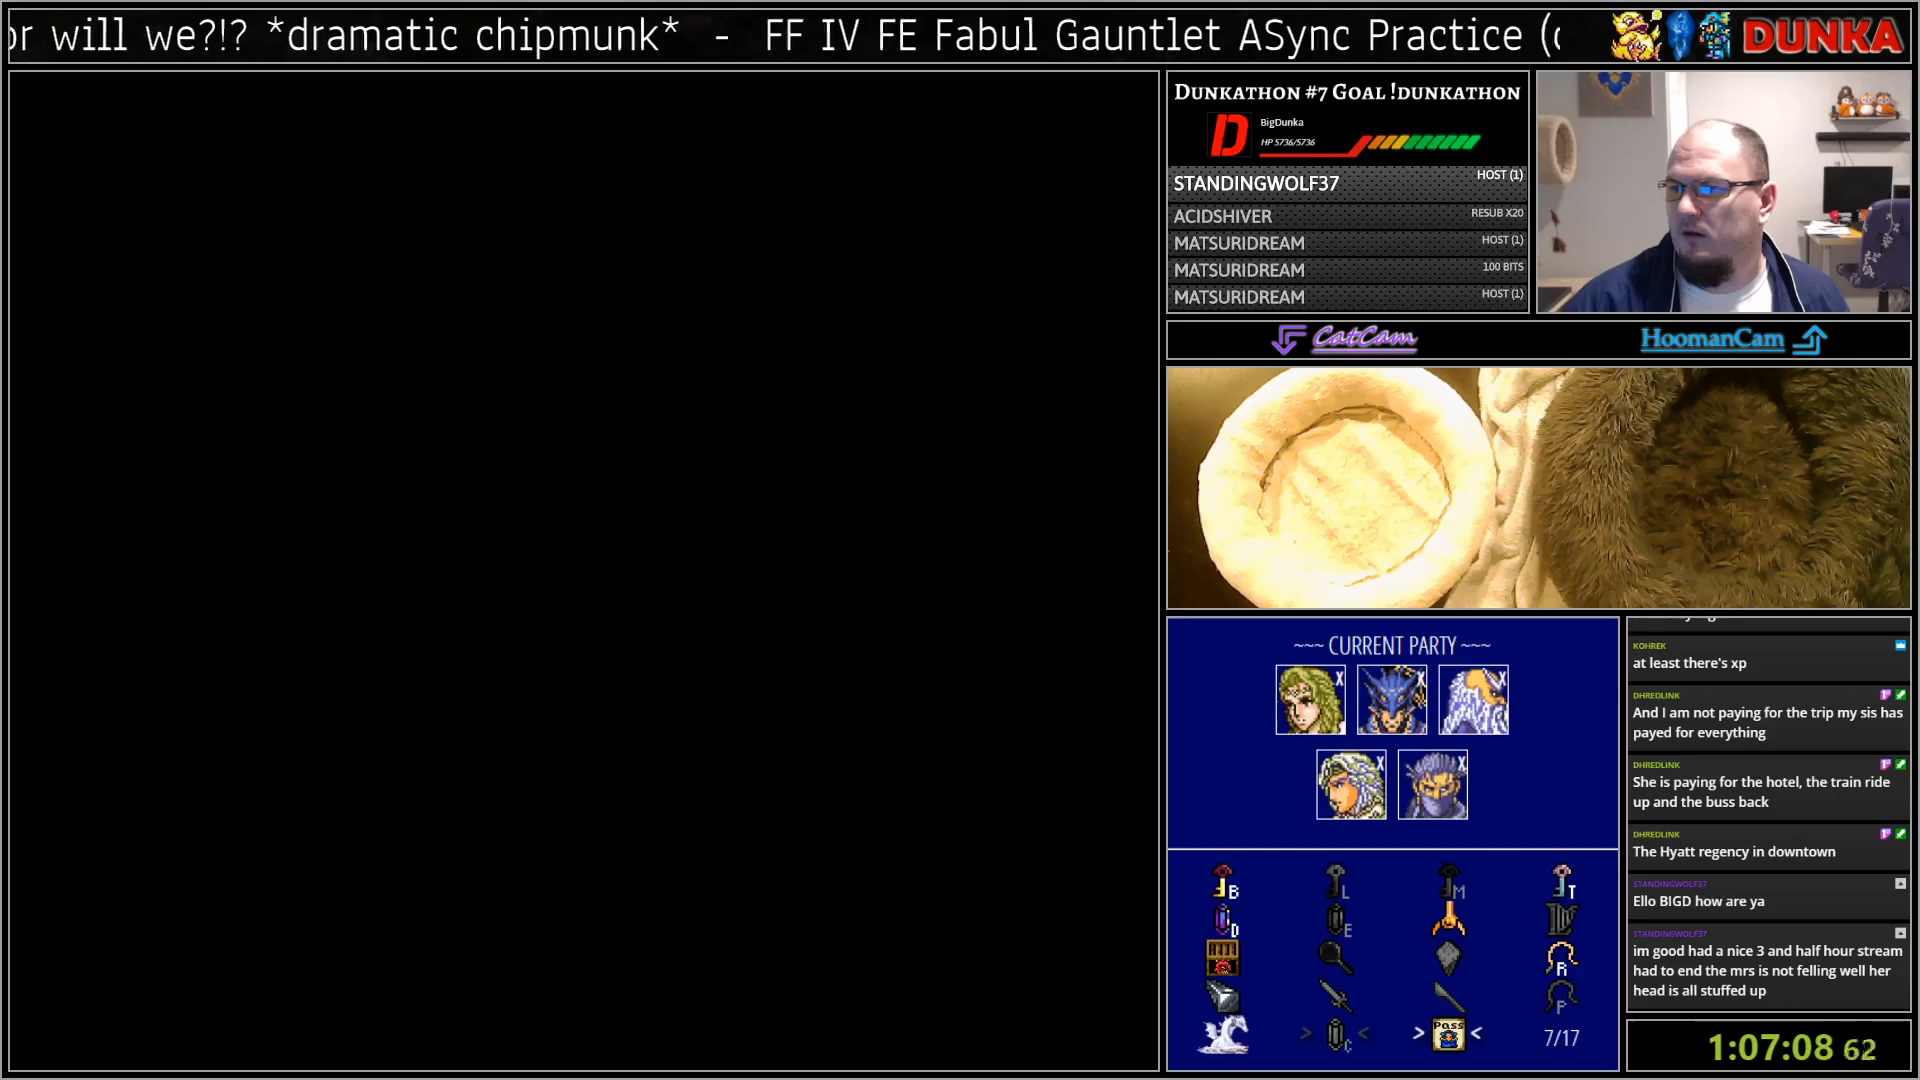 or will we?!? *dramatic chipmunk* - FF IV FE Fabul Gauntlet ASync Practice (
DUNKA
DUNKATHON #7 GOAL !DUNKATHON
D
BigDunka
HP 5736/5736
STANDINGWOLF37 HOST (1)
ACIDSHIVER RESUB X20
MATSURIDREAM HOST (1)
MATSURIDREAM 100 BITS
MATSURIDREAM HOST (1)
CatCam
HoomanCam
~~~ CURRENT PARTY ~~~
X X X
X X
B L M T
D E
R
P
> C < > PASS < 7/17
KOHREK
at least there's xp
DHREDLINK
And I am not paying for the trip my sis has
payed for everything
DHREDLINK
She is paying for the hotel, the train ride
up and the buss back
DHREDLINK
The Hyatt regency in downtown
STANDINGWOLF37
Ello BIGD how are ya
STANDINGWOLF37
im good had a nice 3 and half hour stream
had to end the mrs is not felling well her
head is all stuffed up
1:07:08 62